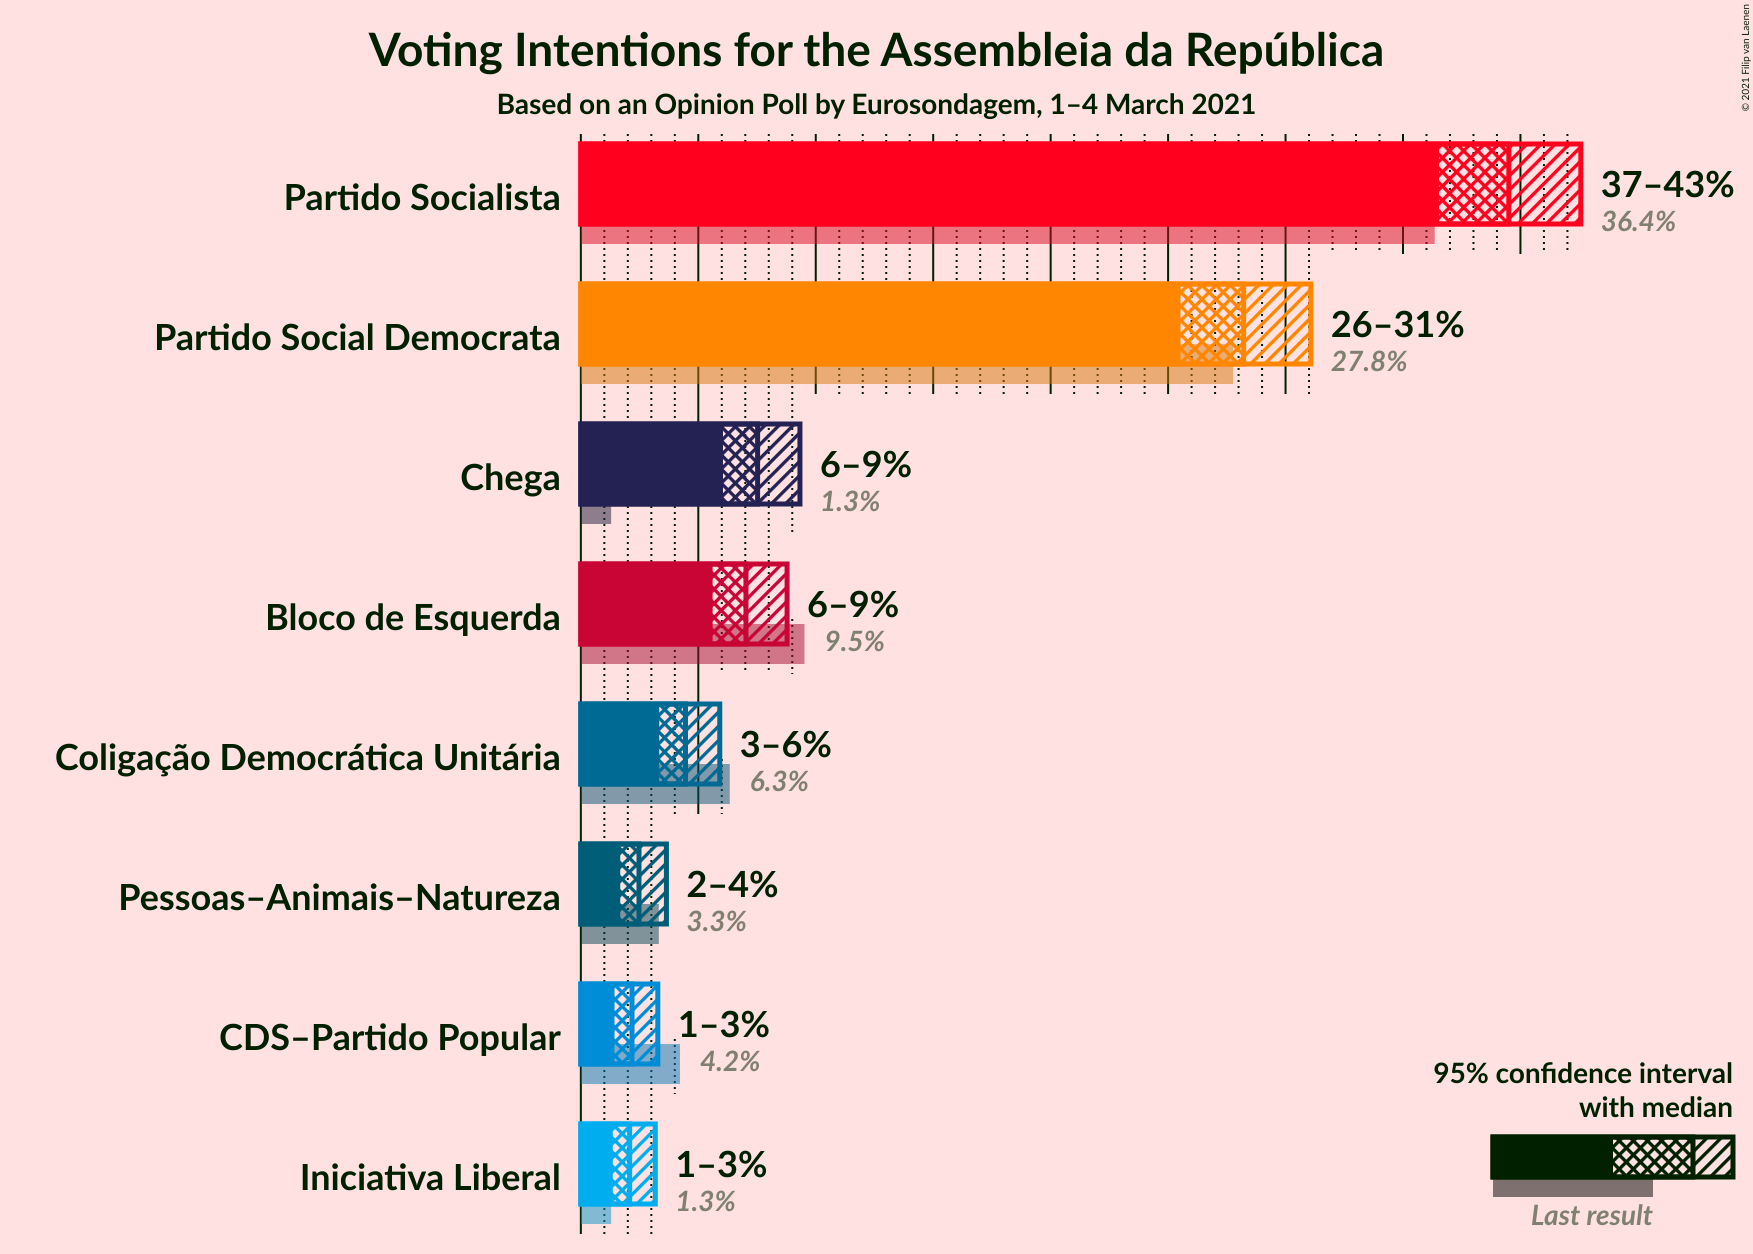 Voting Intentions for the Assembleia da República
Based on an Opinion Poll by Eurosondagem, 1–4 March 2021
© 2021 Filip van Laenen
Partido Socialista
37–43%
36.4%
Partido Social Democrata
26–31%
27.8%
Chega
6–9%
1.3%
Bloco de Esquerda
6–9%
9.5%
Coligação Democrática Unitária
3–6%
6.3%
Pessoas–Animais–Natureza
2–4%
3.3%
CDS–Partido Popular
1–3%
4.2%
Iniciativa Liberal
1–3%
1.3%
95% confidence interval
with median
Last result